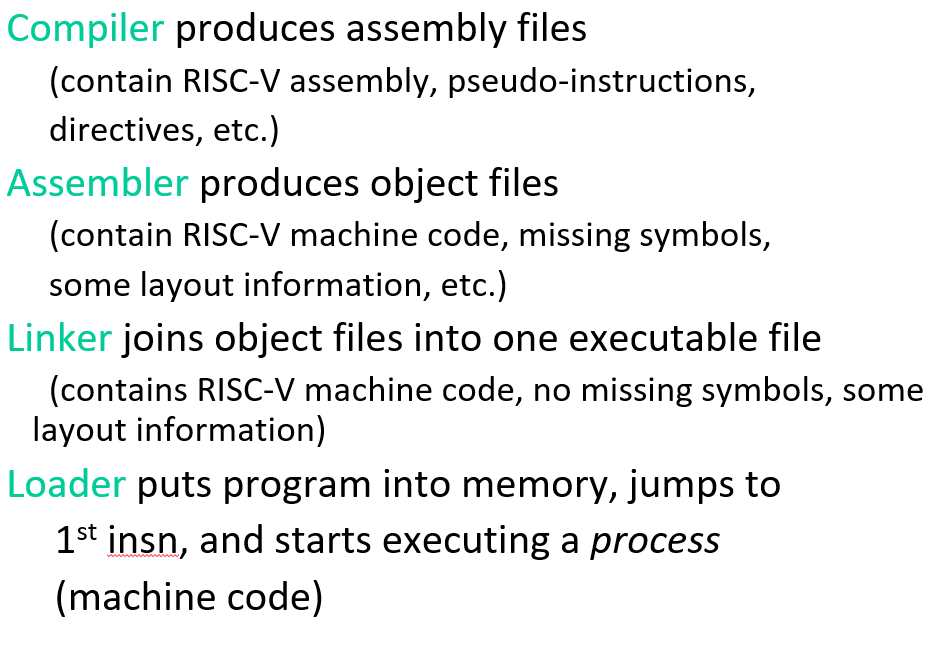 Compiler produces assembly files
(contain RISC-V assembly, pseudo-instructions,
directives, etc.)
Assembler produces object files
(contain RISC-V machine code, missing symbols,
some layout information, etc.)
Linker joins object files into one executable file
(contains RISC-V machine code, no missing symbols, some
layout information)
Loader puts program into memory, jumps to
1st insn, and starts executing a process
(machine code)